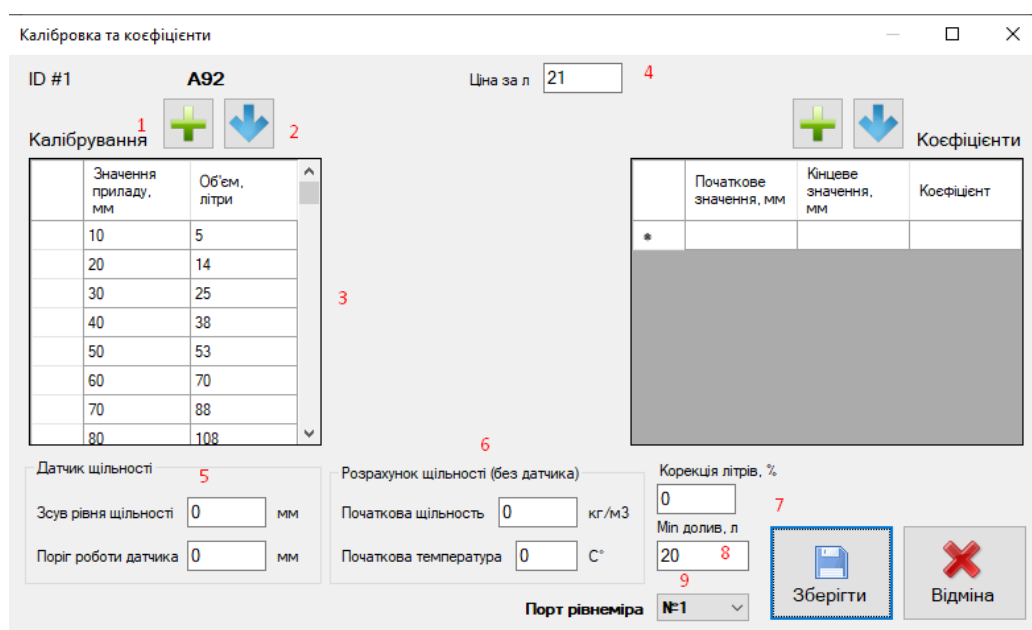 Калібровка та коєфіцієнти
ID #1 A92 Ціна за л 21 4
1 2
Калібрування Коєфіцієнти
Значення приладу, мм Об'єм, літри
Початкове значення, мм Кінцеве значення, мм Коєфіцієнт
10 5
20 14
30 25
40 38
50 53
60 70
70 88
80 108
3
*
6
Датчик щільності 5
Зсув рівня щільності 0 мм
Поріг роботи датчика 0 мм
Розрахунок щільності (без датчика)
Початкова щільность 0 кг/м3
Початкова температура 0 С°
Корекція літрів, %
0 7
Min долив, л
20 8
9
Порт рівнеміра №1
Зберігти
Відміна